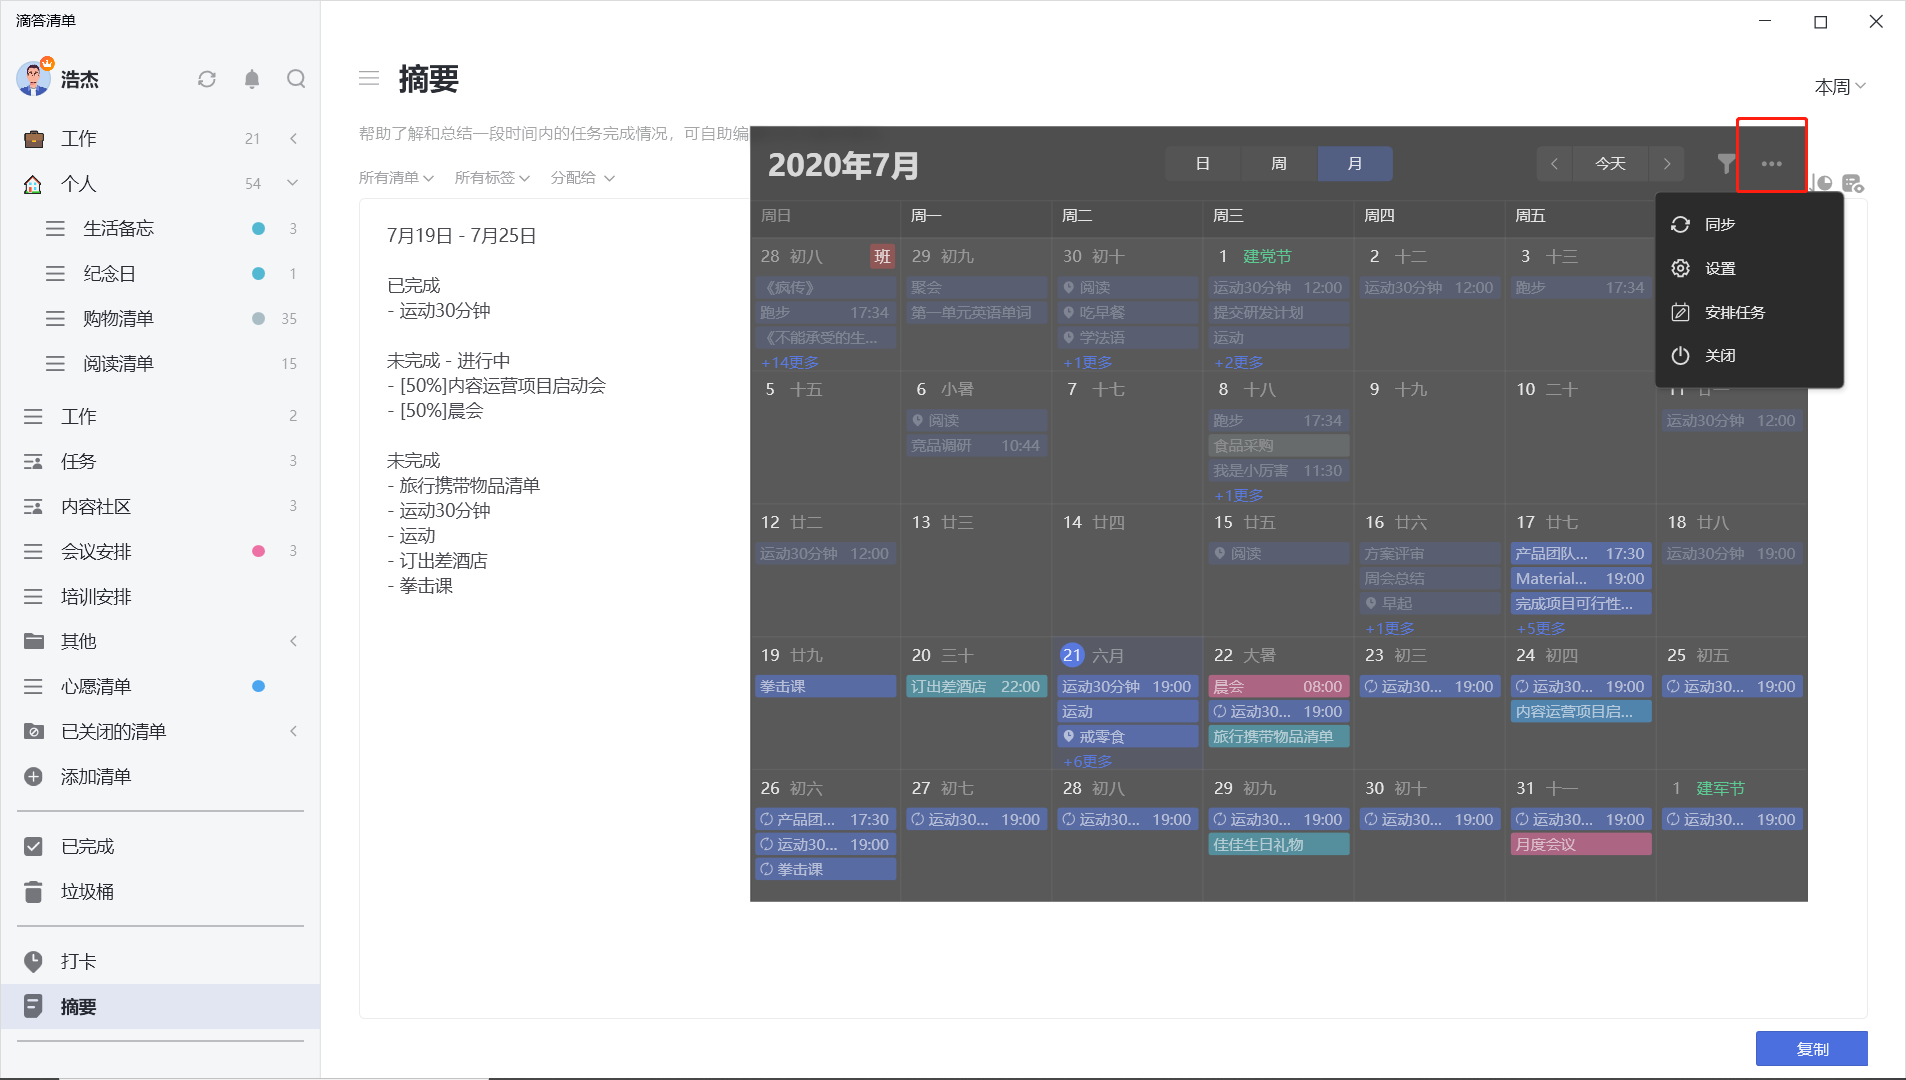 滴答清单
浩杰
工作 21
个人 54
生活备忘 3
纪念日 1
购物清单 35
阅读清单 15
工作 2
任务 3
内容社区 3
会议安排 3
培训安排
其他
心愿清单
已关闭的清单
添加清单
已完成
垃圾桶
打卡
摘要
摘要
本周
帮助了解和总结一段时间内的任务完成情况，可自助编
所有清单 所有标签 分配给
7月19日 - 7月25日
已完成
- 运动30分钟
未完成 - 进行中
- [50%]内容运营项目启动会
- [50%]晨会
未完成
- 旅行携带物品清单
- 运动30分钟
- 运动
- 订出差酒店
- 拳击课
2020年7月
日 周 月
今天
同步
设置
安排任务
关闭
周日 周一 周二 周三 周四 周五
28 初八 班 29 初九 30 初十 1 建党节 2 十二 3 十三
《疯传》 聚会 阅读 运动30分钟 12:00 运动30分钟 12:00 跑步 17:34
跑步 17:34 第一单元英语单词 吃早餐 提交研发计划
《不能承受的生... 学法语 运动
+14更多 +1更多 +2更多
5 十五 6 小暑 7 十七 8 十八 9 十九 10 二十 11 廿一
阅读 跑步 17:34 运动30分钟 12:00
竞品调研 10:44 食品采购
我是小厉害 11:30
+1更多
12 廿二 13 廿三 14 廿四 15 廿五 16 廿六 17 廿七 18 廿八
运动30分钟 12:00 阅读 方案评审 产品团队... 17:30 运动30分钟 19:00
周会总结 Material... 19:00
早起 完成项目可行性...
+1更多 +5更多
19 廿九 20 三十 21 六月 22 大暑 23 初三 24 初四 25 初五
拳击课 订出差酒店 22:00 运动30分钟 19:00 晨会 08:00 运动30... 19:00 运动30... 19:00 运动30... 19:00
运动 运动30... 19:00 内容运营项目启...
戒零食 旅行携带物品清单
+6更多
26 初六 27 初七 28 初八 29 初九 30 初十 31 十一 1 建军节
产品团... 17:30 运动30... 19:00 运动30... 19:00 运动30... 19:00 运动30... 19:00 运动30... 19:00 运动30... 19:00
运动30... 19:00 佳佳生日礼物 月度会议
拳击课
复制